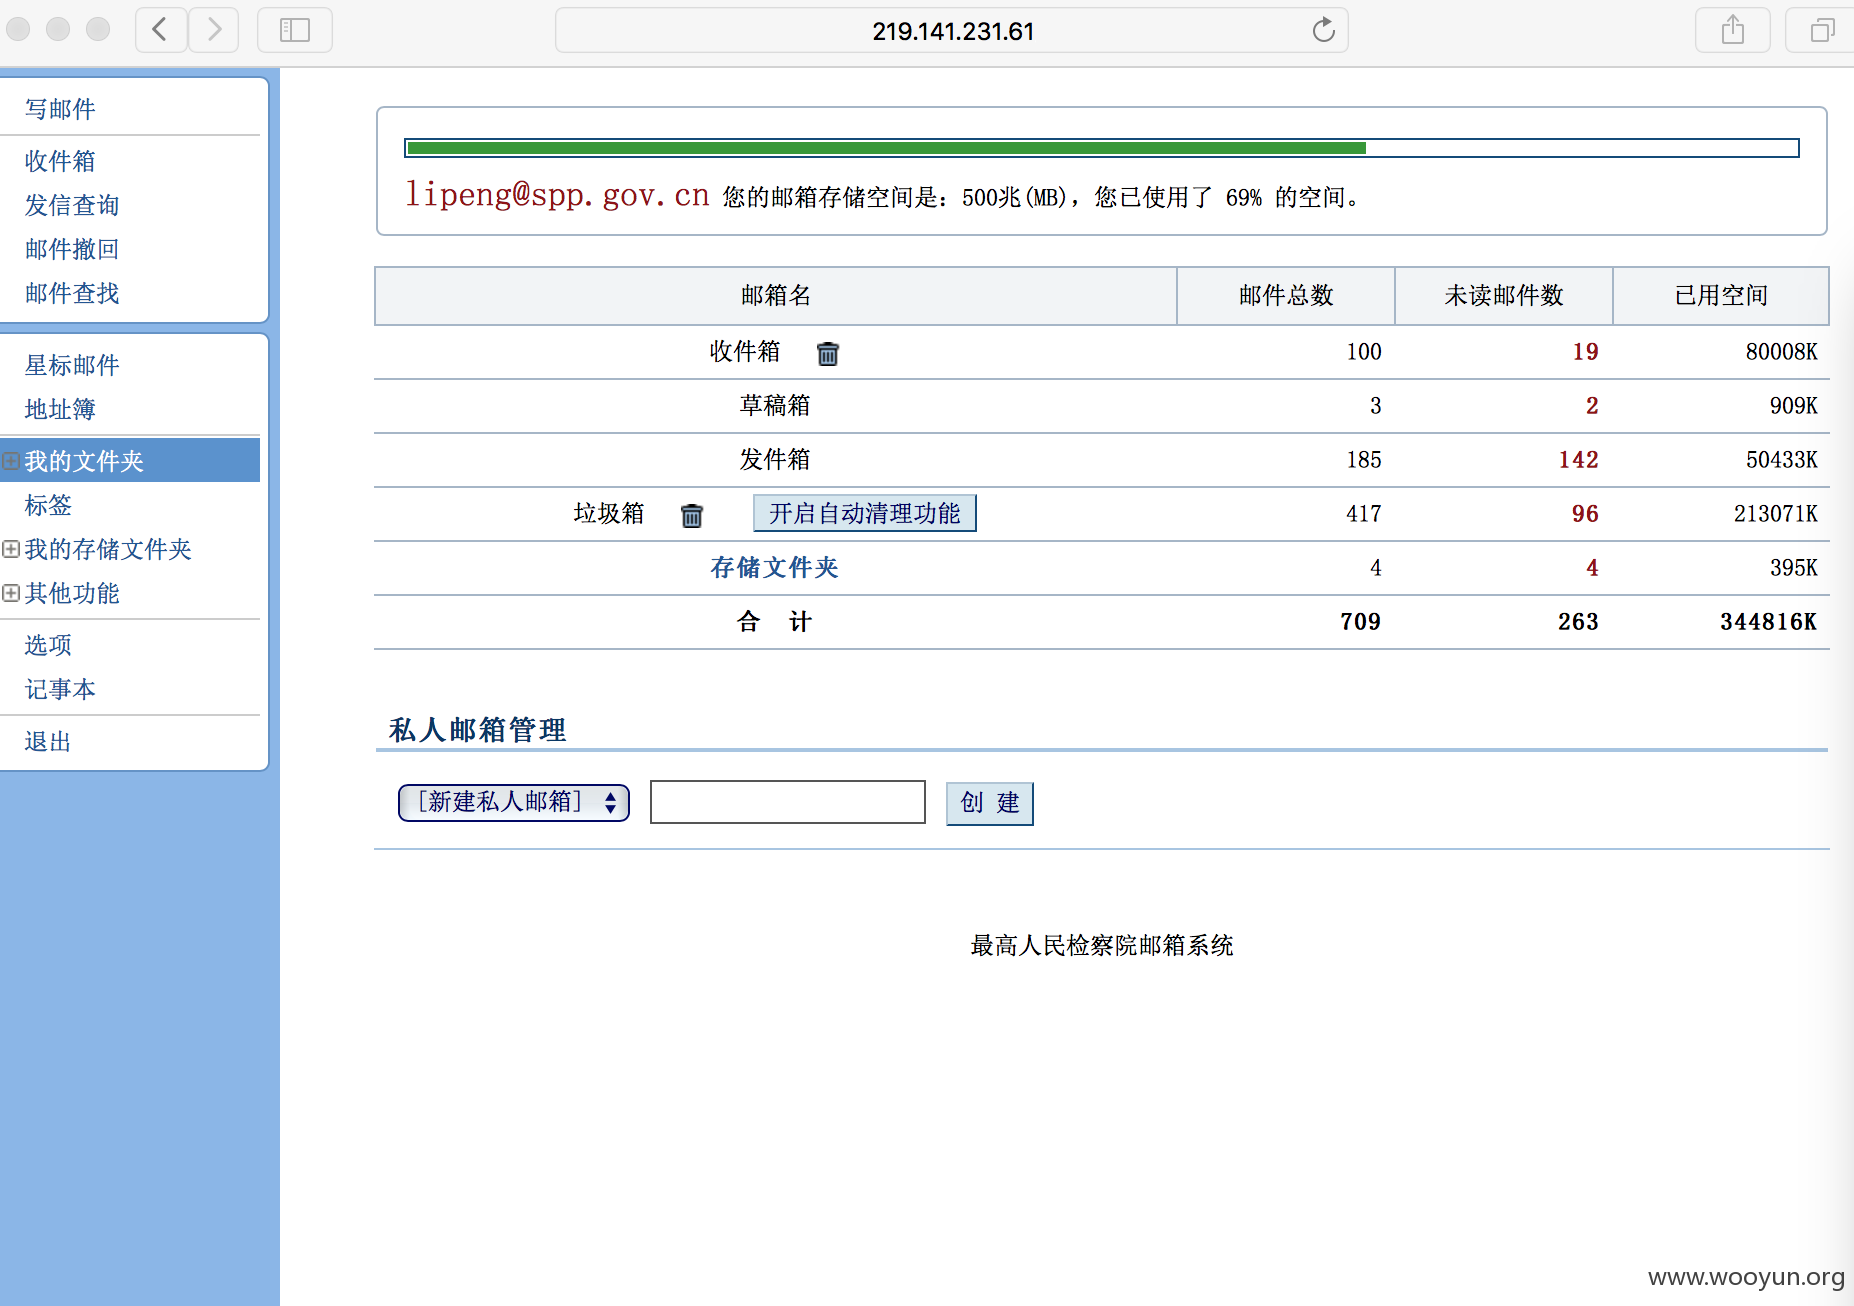 219.141.231.61
写邮件
收件箱
发信查询
邮件撤回
邮件查找
星标邮件
地址簿
我的文件夹
标签
我的存储文件夹
其他功能
选项
记事本
退出
lipeng@spp.gov.cn 您的邮箱存储空间是：500兆(MB)，您已使用了 69% 的空间。
邮箱名 邮件总数 未读邮件数 已用空间
收件箱 100 19 80008K
草稿箱 3 2 909K
发件箱 185 142 50433K
垃圾箱 开启自动清理功能 417 96 213071K
存储文件夹 4 4 395K
合 计 709 263 344816K
私人邮箱管理
[新建私人邮箱] 创 建
最高人民检察院邮箱系统
www.wooyun.org